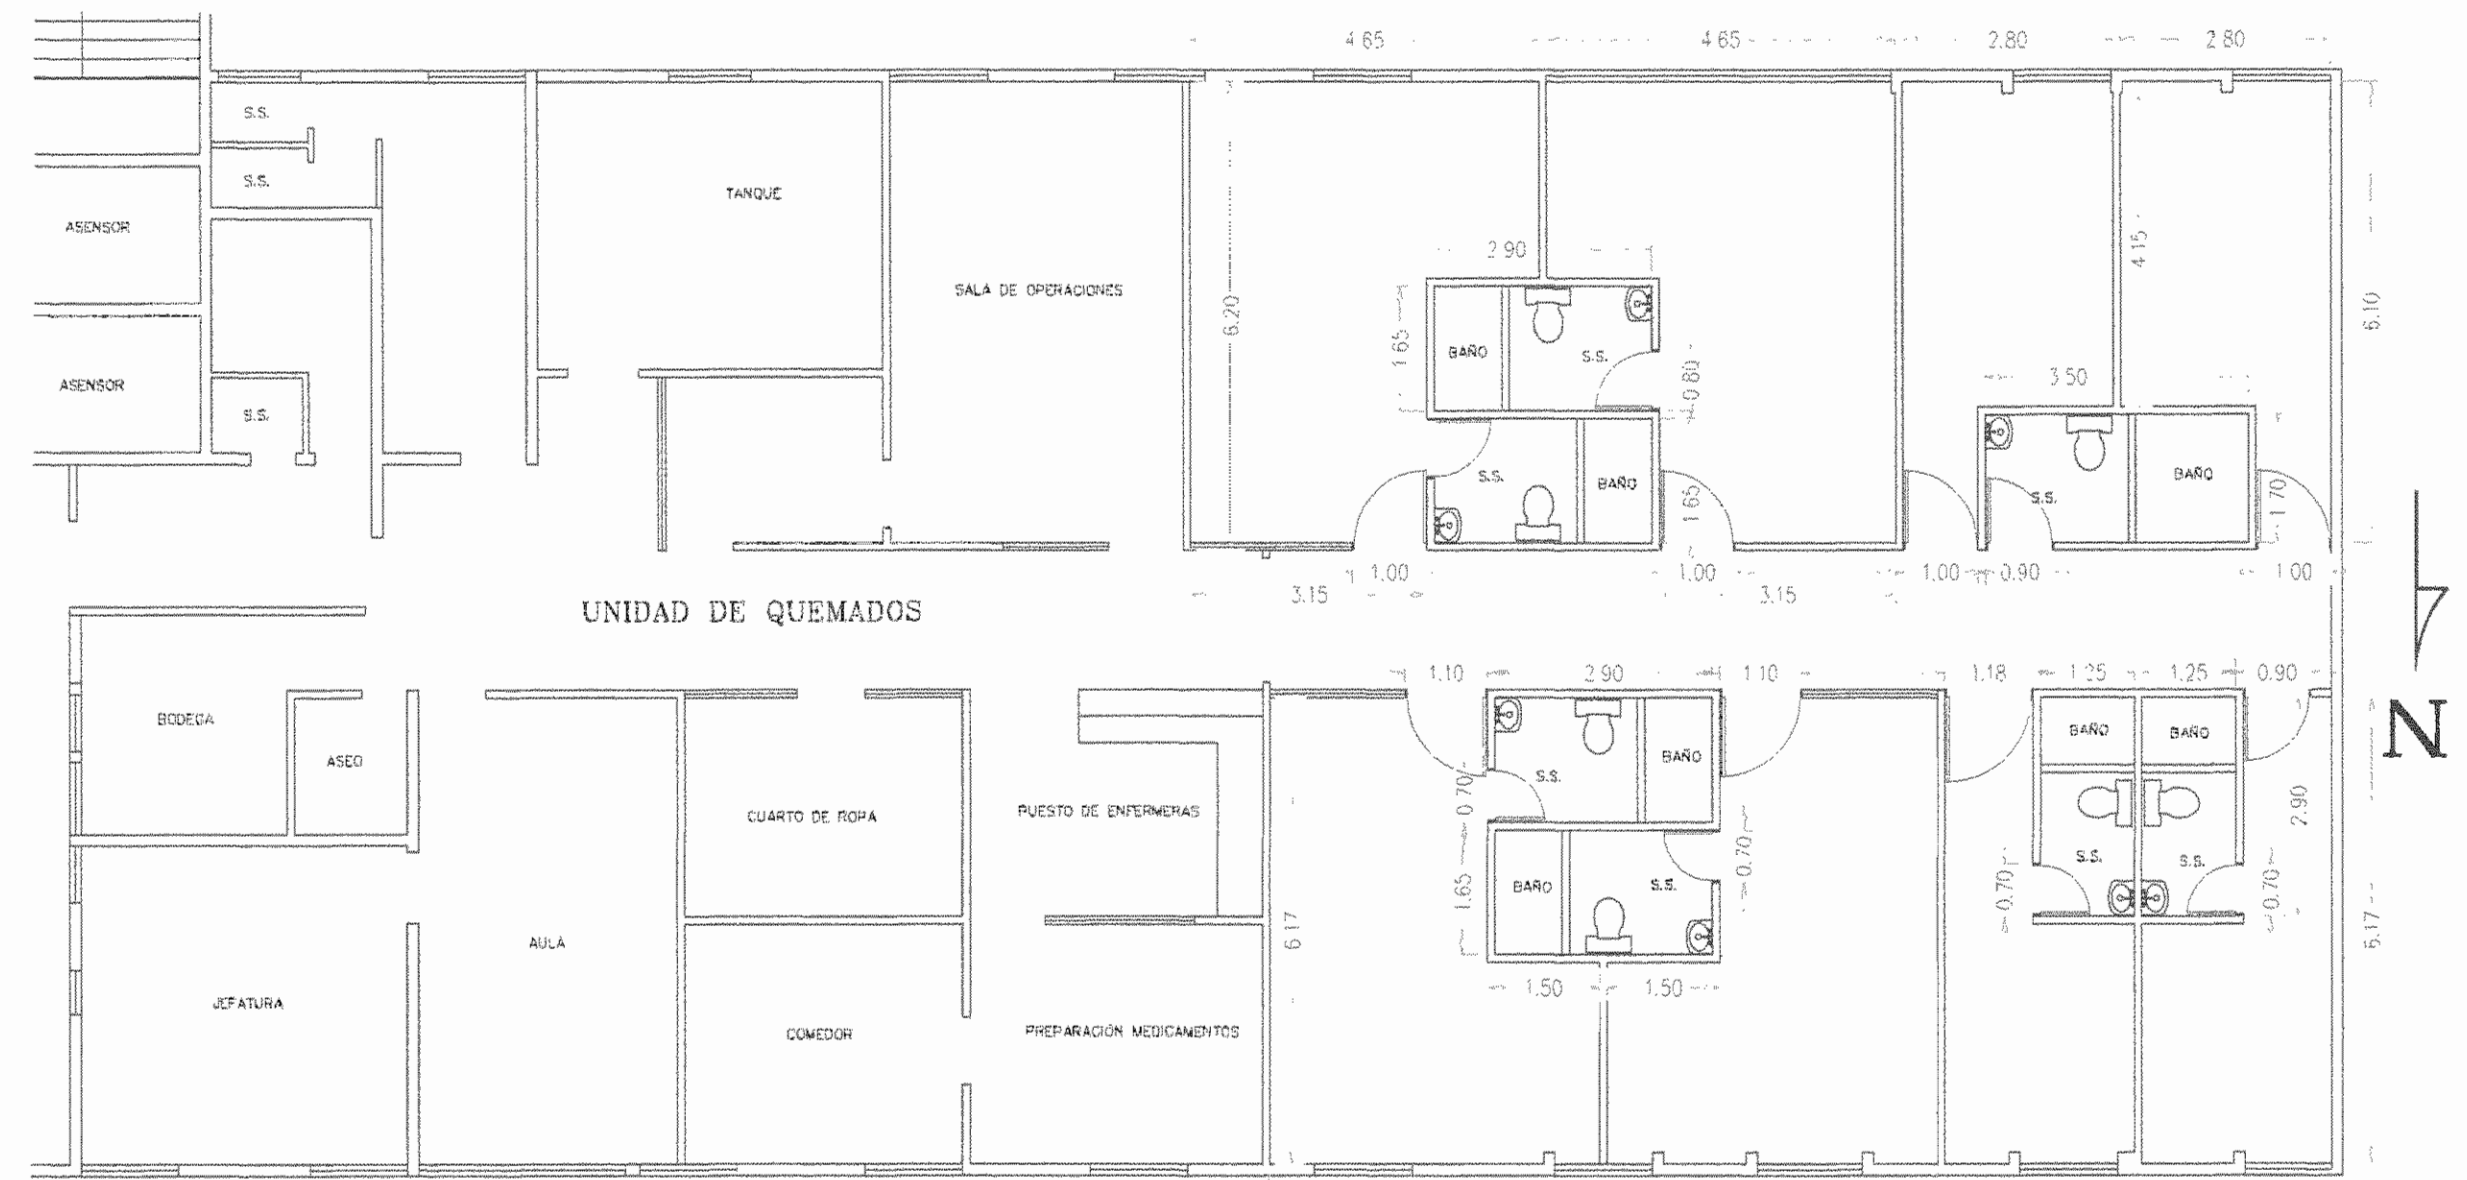 4.65 4.65 2.80 2.80
S.S.
S.S.
TANQUE
ASENSOR
4.15
2.90
SALA DE OPERACIONES
6.20
6.10
1.65
BAÑO
S.S.
0.80
3.50
ASENSOR
S.S.
S.S.
BAÑO
1.65
S.S.
BAÑO
1.70
1.00 1.00 1.00 0.90 1.00
3.15 3.15
UNIDAD DE QUEMADOS
1.10 2.90 1.10 1.18 1.25 1.25 0.90
BODEGA
ASEO
BAÑO
BAÑO
BAÑO
N
S.S.
0.70
CUARTO DE ROPA
PUESTO DE ENFERMERAS
2.90
S.S.
S.S.
0.70
1.65
BAÑO
S.S.
0.70
0.70
AULA
6.17
6.17
1.50 1.50
JEFATURA
COMEDOR
PREPARACIÓN MEDICAMENTOS